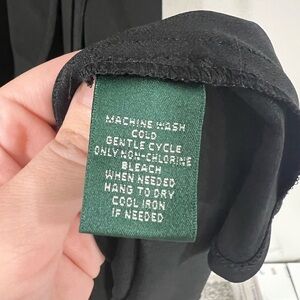 MACHINE WASH
COLD
GENTLE CYCLE
ONLY NON-CHLORINE
BLEACH
WHEN NEEDED
HANG TO DRY
COOL IRON
IF NEEDED